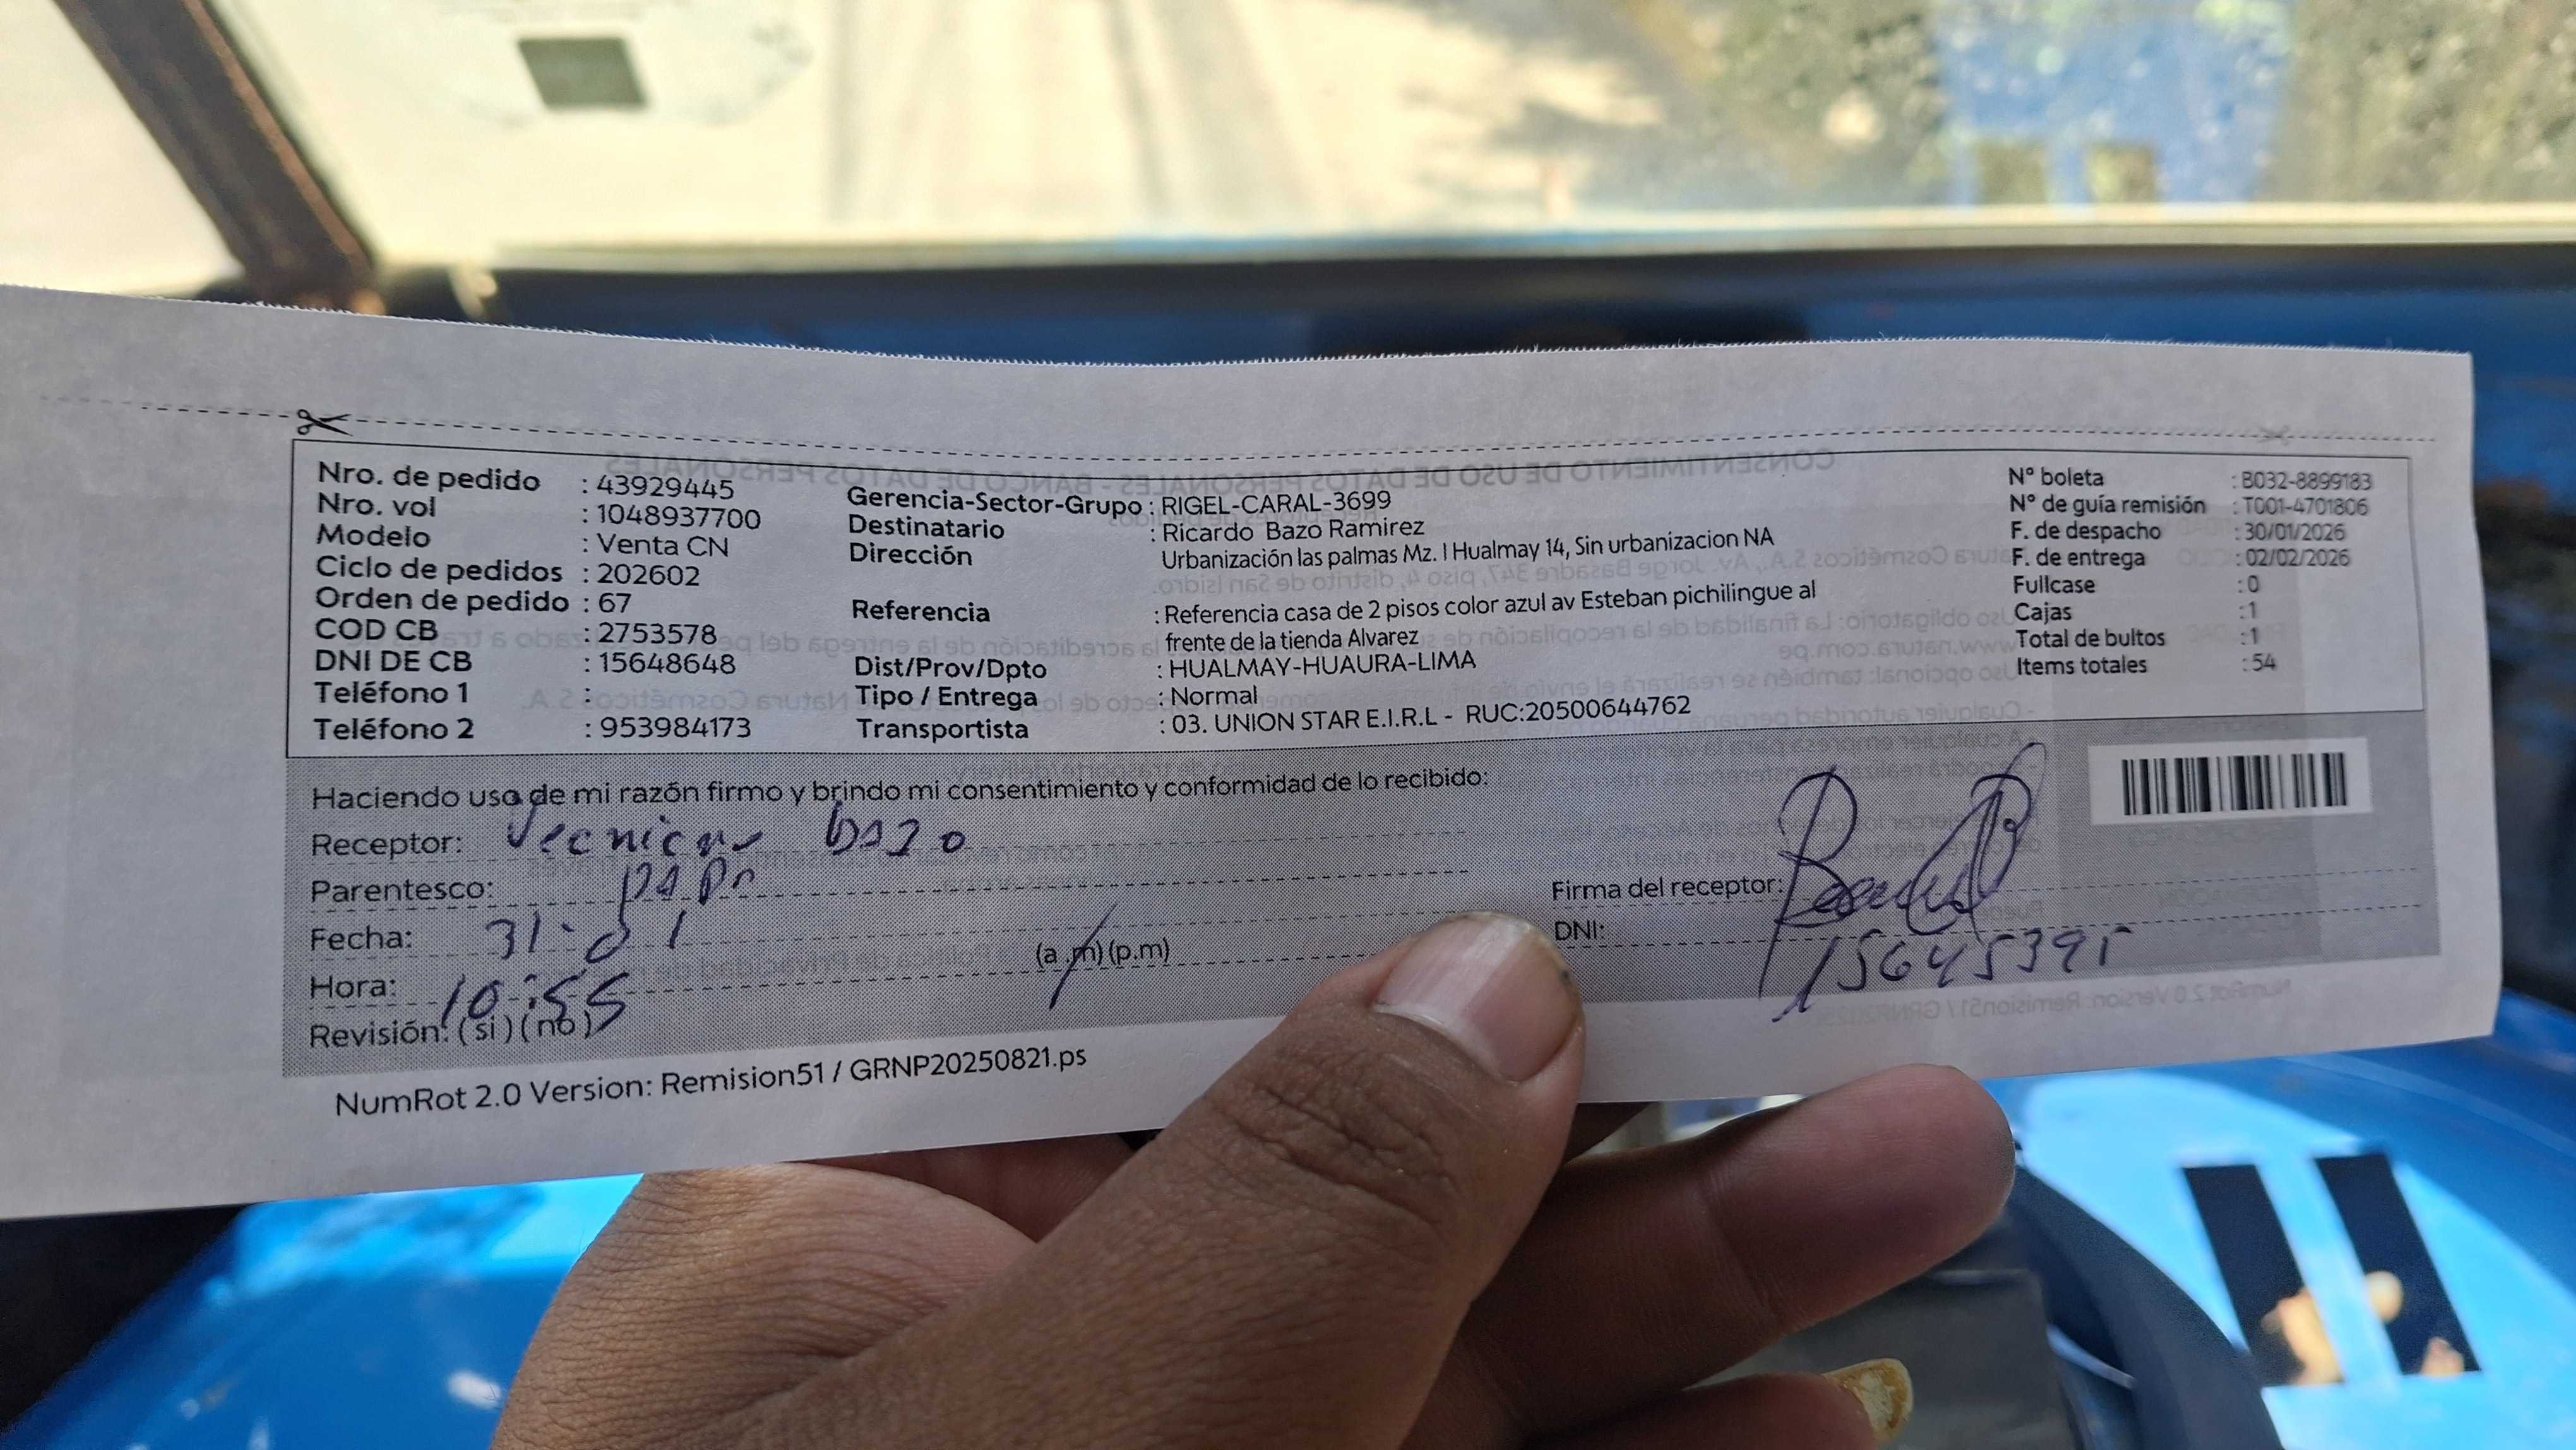 Nro. de pedido : 43929445
Nro. vol : 1048937700
Modelo : Venta CN
Ciclo de pedidos : 202602
Orden de pedido : 67
COD CB : 2753578
DNI DE CB : 15648648
Teléfono 1 :
Teléfono 2 : 953984173
Gerencia-Sector-Grupo : RIGEL-CARAL-3699
Destinatario : Ricardo Bazo Ramirez
Dirección Urbanización las palmas Mz. I Hualmay 14, Sin urbanizacion NA
Referencia : Referencia casa de 2 pisos color azul av Esteban pichilingue al
frente de la tienda Alvarez
Dist/Prov/Dpto : HUALMAY-HUAURA-LIMA
Tipo / Entrega : Normal
Transportista : 03. UNION STAR E.I.R.L - RUC:20500644762
N° boleta : B032-8899183
N° de guía remisión : T001-4701806
F. de despacho : 30/01/2026
F. de entrega : 02/02/2026
Fullcase : 0
Cajas : 1
Total de bultos : 1
Items totales : 54
Haciendo uso de mi razón firmo y brindo mi consentimiento y conformidad de lo recibido:
Receptor: Bazo
Parentesco: papa
Fecha: 31-01
Hora: 10:55 (a.m) (p.m)
Revisión: (si) (no)
Firma del receptor:
DNI: 15645395
NumRot 2.0 Version: Remision51 / GRNP20250821.ps